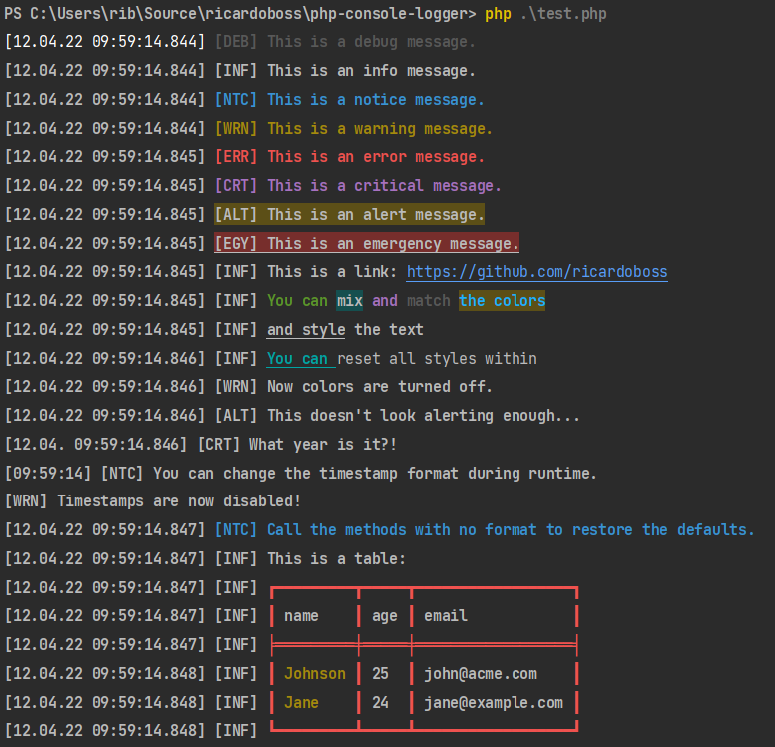 PS C:\Users\rib\Source\ricardoboss\php-console-logger> php .\test.php
[12.04.22 09:59:14.844] [DEB] This is a debug message.
[12.04.22 09:59:14.844] [INF] This is an info message.
[12.04.22 09:59:14.844] [NTC] This is a notice message.
[12.04.22 09:59:14.844] [WRN] This is a warning message.
[12.04.22 09:59:14.845] [ERR] This is an error message.
[12.04.22 09:59:14.845] [CRT] This is a critical message.
[12.04.22 09:59:14.845] [ALT] This is an alert message.
[12.04.22 09:59:14.845] [EGY] This is an emergency message.
[12.04.22 09:59:14.845] [INF] This is a link: https://github.com/ricardoboss
[12.04.22 09:59:14.845] [INF] You can mix and match the colors
[12.04.22 09:59:14.845] [INF] and style the text
[12.04.22 09:59:14.846] [INF] You can reset all styles within
[12.04.22 09:59:14.846] [WRN] Now colors are turned off.
[12.04.22 09:59:14.846] [ALT] This doesn't look alerting enough...
[12.04. 09:59:14.846] [CRT] What year is it?!
[09:59:14] [NTC] You can change the timestamp format during runtime.
[WRN] Timestamps are now disabled!
[12.04.22 09:59:14.847] [NTC] Call the methods with no format to restore the defaults.
[12.04.22 09:59:14.847] [INF] This is a table:
[12.04.22 09:59:14.847] [INF]
[12.04.22 09:59:14.847] [INF] name age email
[12.04.22 09:59:14.847] [INF]
[12.04.22 09:59:14.848] [INF] Johnson 25 john@acme.com
[12.04.22 09:59:14.848] [INF] Jane 24 jane@example.com
[12.04.22 09:59:14.848] [INF]